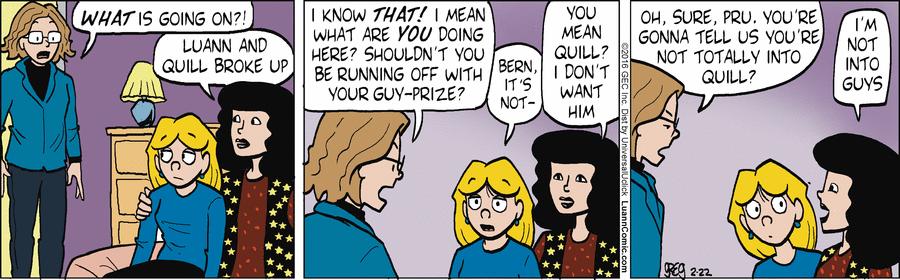 WHAT IS GOING ON?!
LUANN AND
QUILL BROKE UP
I KNOW THAT! I MEAN
WHAT ARE YOU DOING
HERE? SHOULDN'T YOU
BE RUNNING OFF WITH
YOUR GUY-PRIZE?
BERN,
IT'S
NOT-
YOU
MEAN
QUILL?
I DON'T
WANT
HIM
©2016 GEC Inc. Dist by UniversalUclick LuannComic.com
OH, SURE, PRU. YOU'RE
GONNA TELL US YOU'RE
NOT TOTALLY INTO
QUILL?
I'M
NOT
INTO
GUYS
GREG 2-22